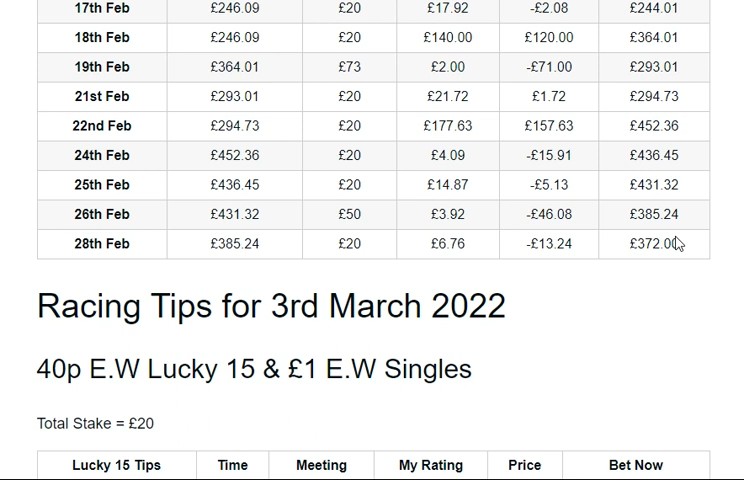 17th Feb £246.09 £20 £17.92 -£2.08 £244.01
18th Feb £246.09 £20 £140.00 £120.00 £364.01
19th Feb £364.01 £73 £2.00 -£71.00 £293.01
21st Feb £293.01 £20 £21.72 £1.72 £294.73
22nd Feb £294.73 £20 £177.63 £157.63 £452.36
24th Feb £452.36 £20 £4.09 -£15.91 £436.45
25th Feb £436.45 £20 £14.87 -£5.13 £431.32
26th Feb £431.32 £50 £3.92 -£46.08 £385.24
28th Feb £385.24 £20 £6.76 -£13.24 £372.00
Racing Tips for 3rd March 2022
40p E.W Lucky 15 & £1 E.W Singles
Total Stake = £20
Lucky 15 Tips Time Meeting My Rating Price Bet Now